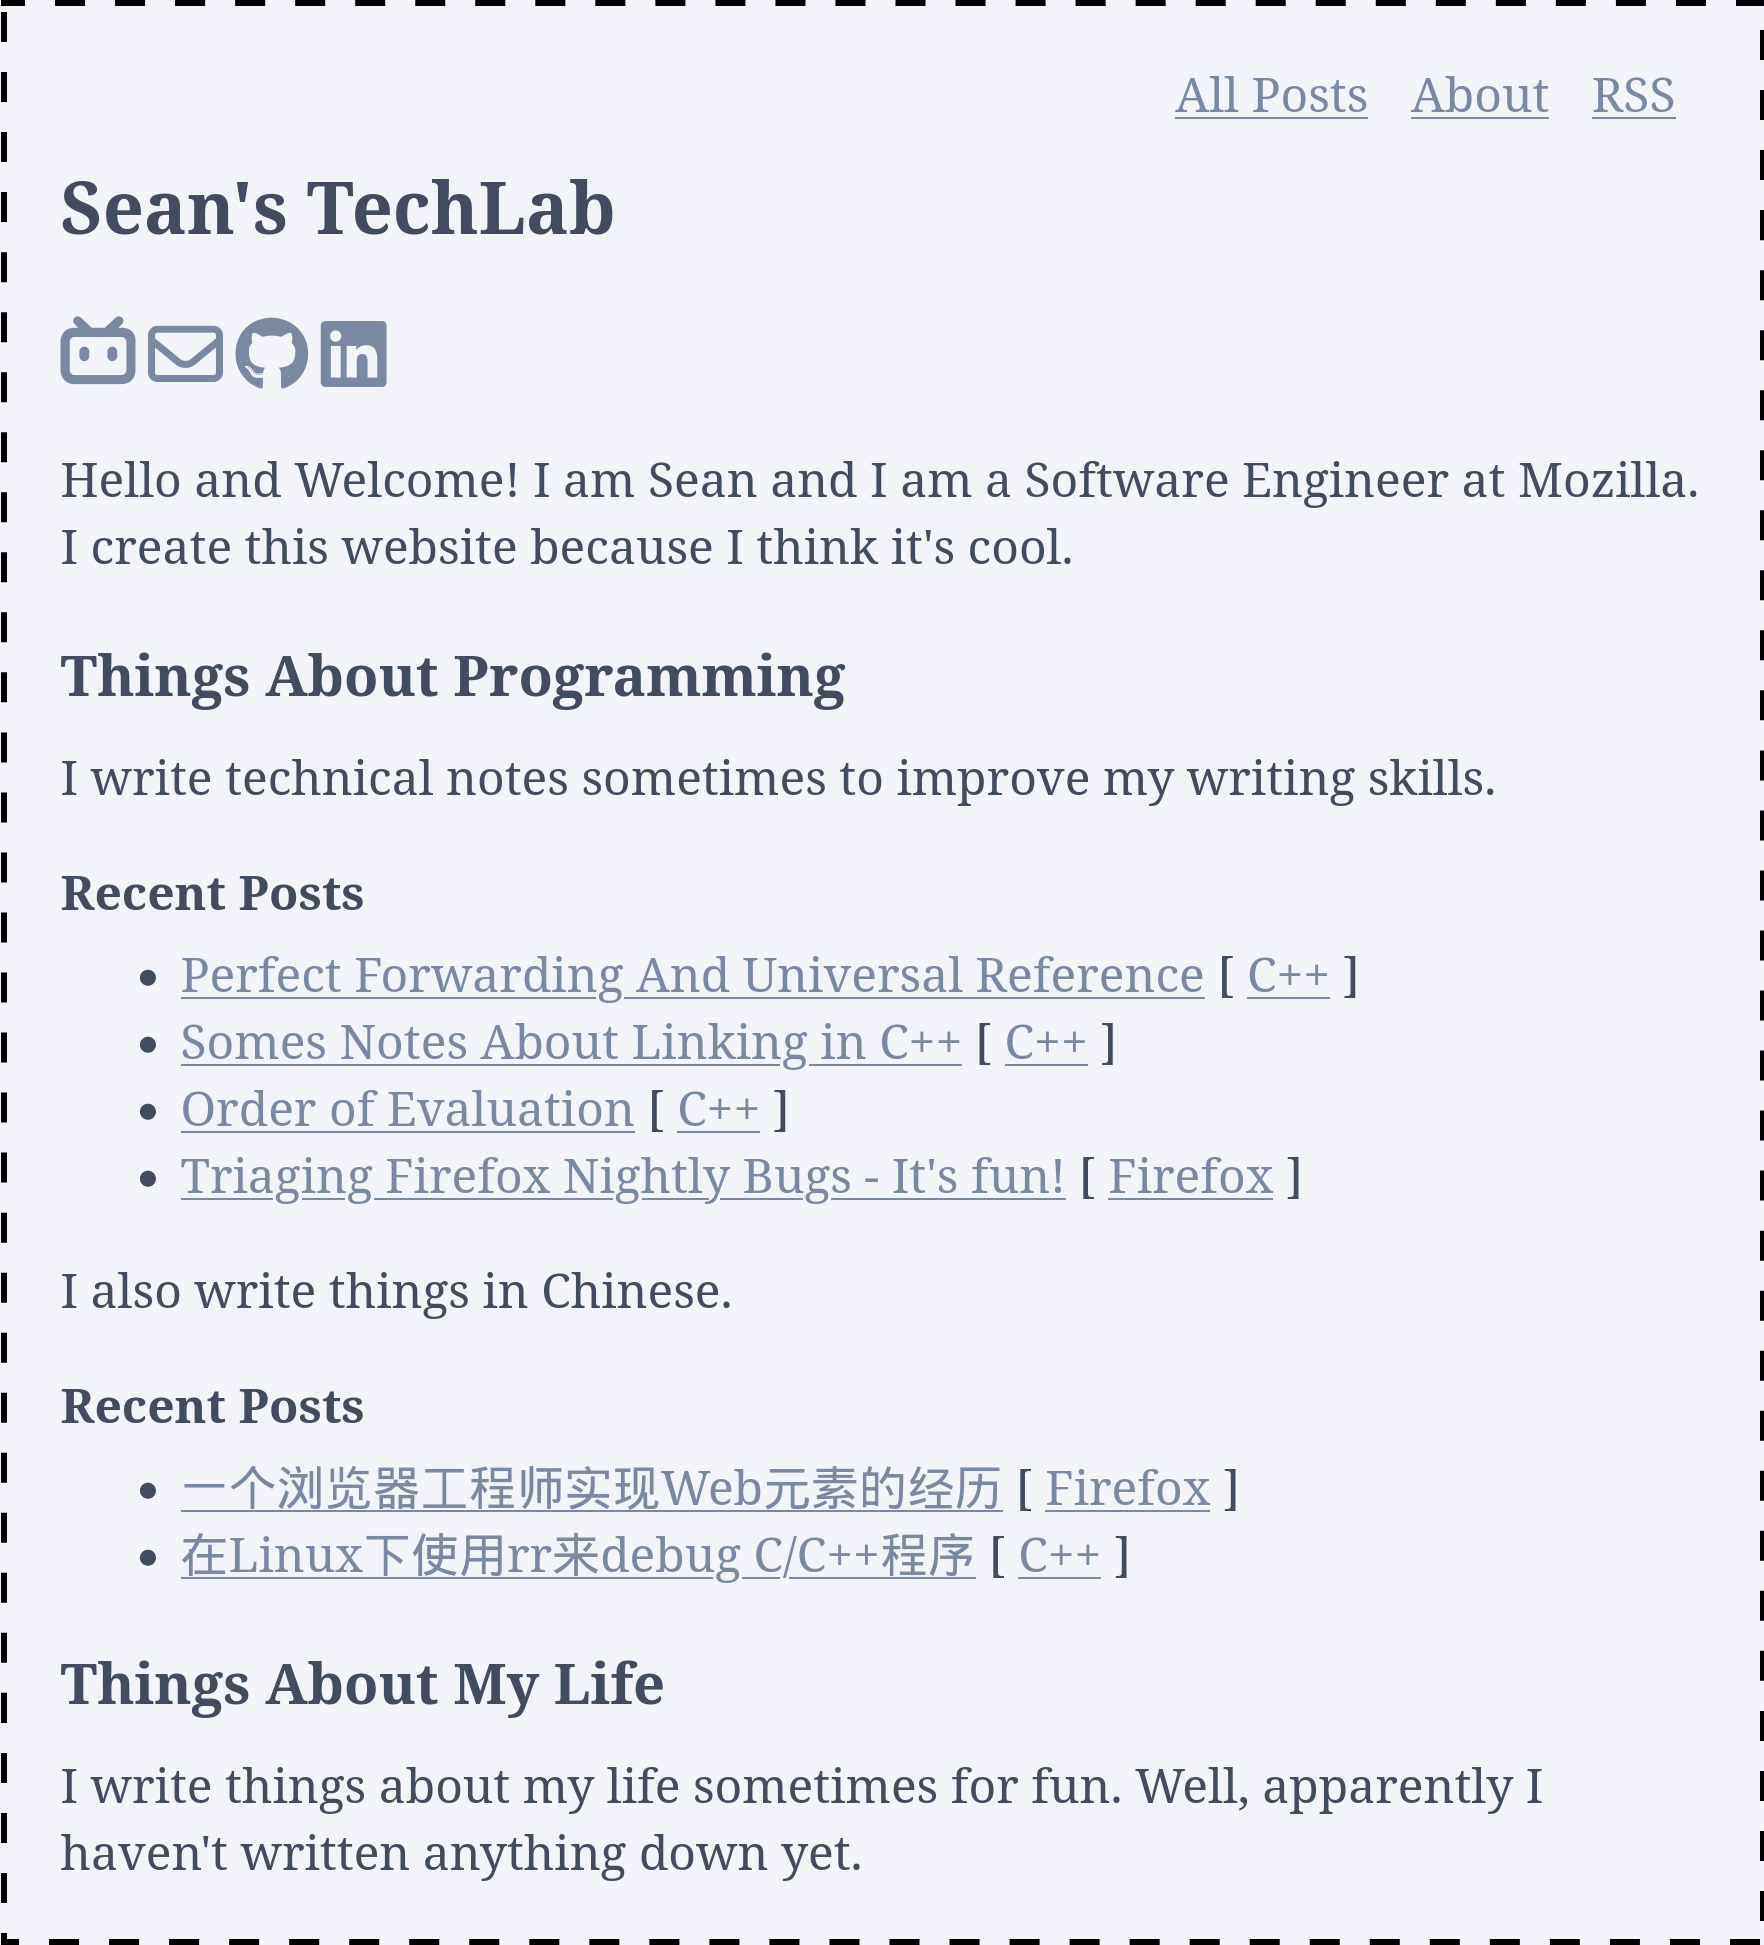 All Posts About RSS
Sean's TechLab
Hello and Welcome! I am Sean and I am a Software Engineer at Mozilla.
I create this website because I think it's cool.
Things About Programming
I write technical notes sometimes to improve my writing skills.
Recent Posts
Perfect Forwarding And Universal Reference [ C++ ]
Somes Notes About Linking in C++ [ C++ ]
Order of Evaluation [ C++ ]
Triaging Firefox Nightly Bugs - It's fun! [ Firefox ]
I also write things in Chinese.
Recent Posts
一个浏览器工程师实现Web元素的经历 [ Firefox ]
在Linux下使用rr来debug C/C++程序 [ C++ ]
Things About My Life
I write things about my life sometimes for fun. Well, apparently I
haven't written anything down yet.